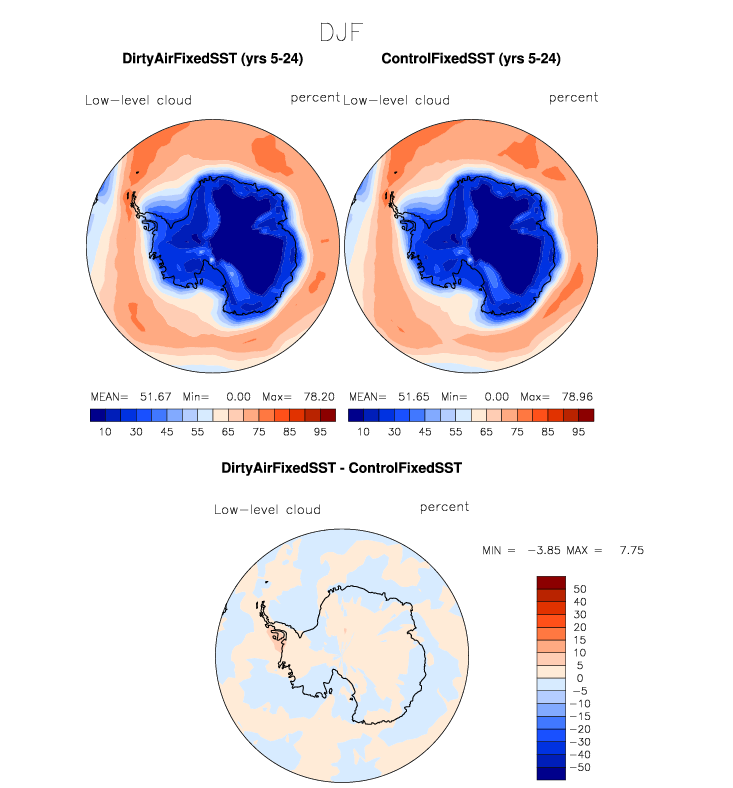 DJF
DirtyAirFixedSST (yrs 5-24) ControlFixedSST (yrs 5-24)
Low-level cloud percent Low-level cloud percent
MEAN= 51.67 Min= 0.00 Max= 78.20 MEAN= 51.65 Min= 0.00 Max= 78.96
10 30 45 55 65 75 85 95 10 30 45 55 65 75 85 95
DirtyAirFixedSST - ControlFixedSST
Low-level cloud percent
MIN = -3.85 MAX = 7.75
50
40
30
20
15
10
5
0
-5
-10
-15
-20
-30
-40
-50